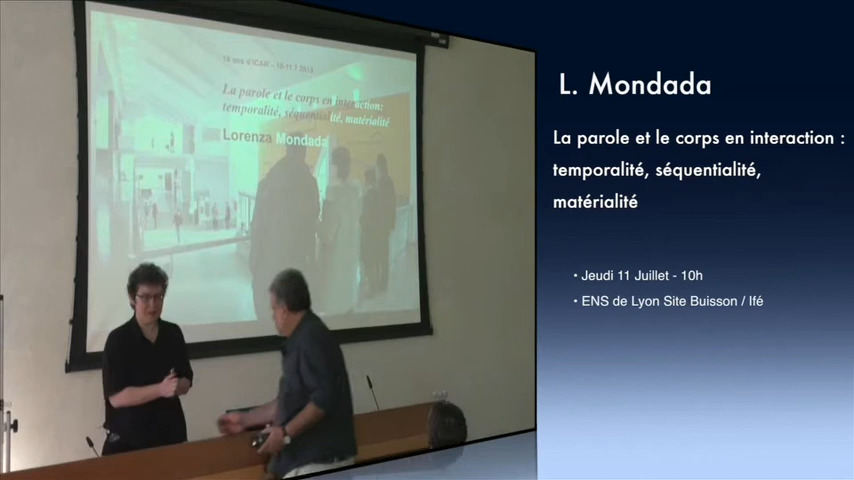 La parole et le corps en interaction:
temporalité, séquentialité, matérialité
Lorenza Mondada
L. Mondada
La parole et le corps en interaction :
temporalité, séquentialité,
matérialité
• Jeudi 11 Juillet - 10h
• ENS de Lyon Site Buisson / Ifé